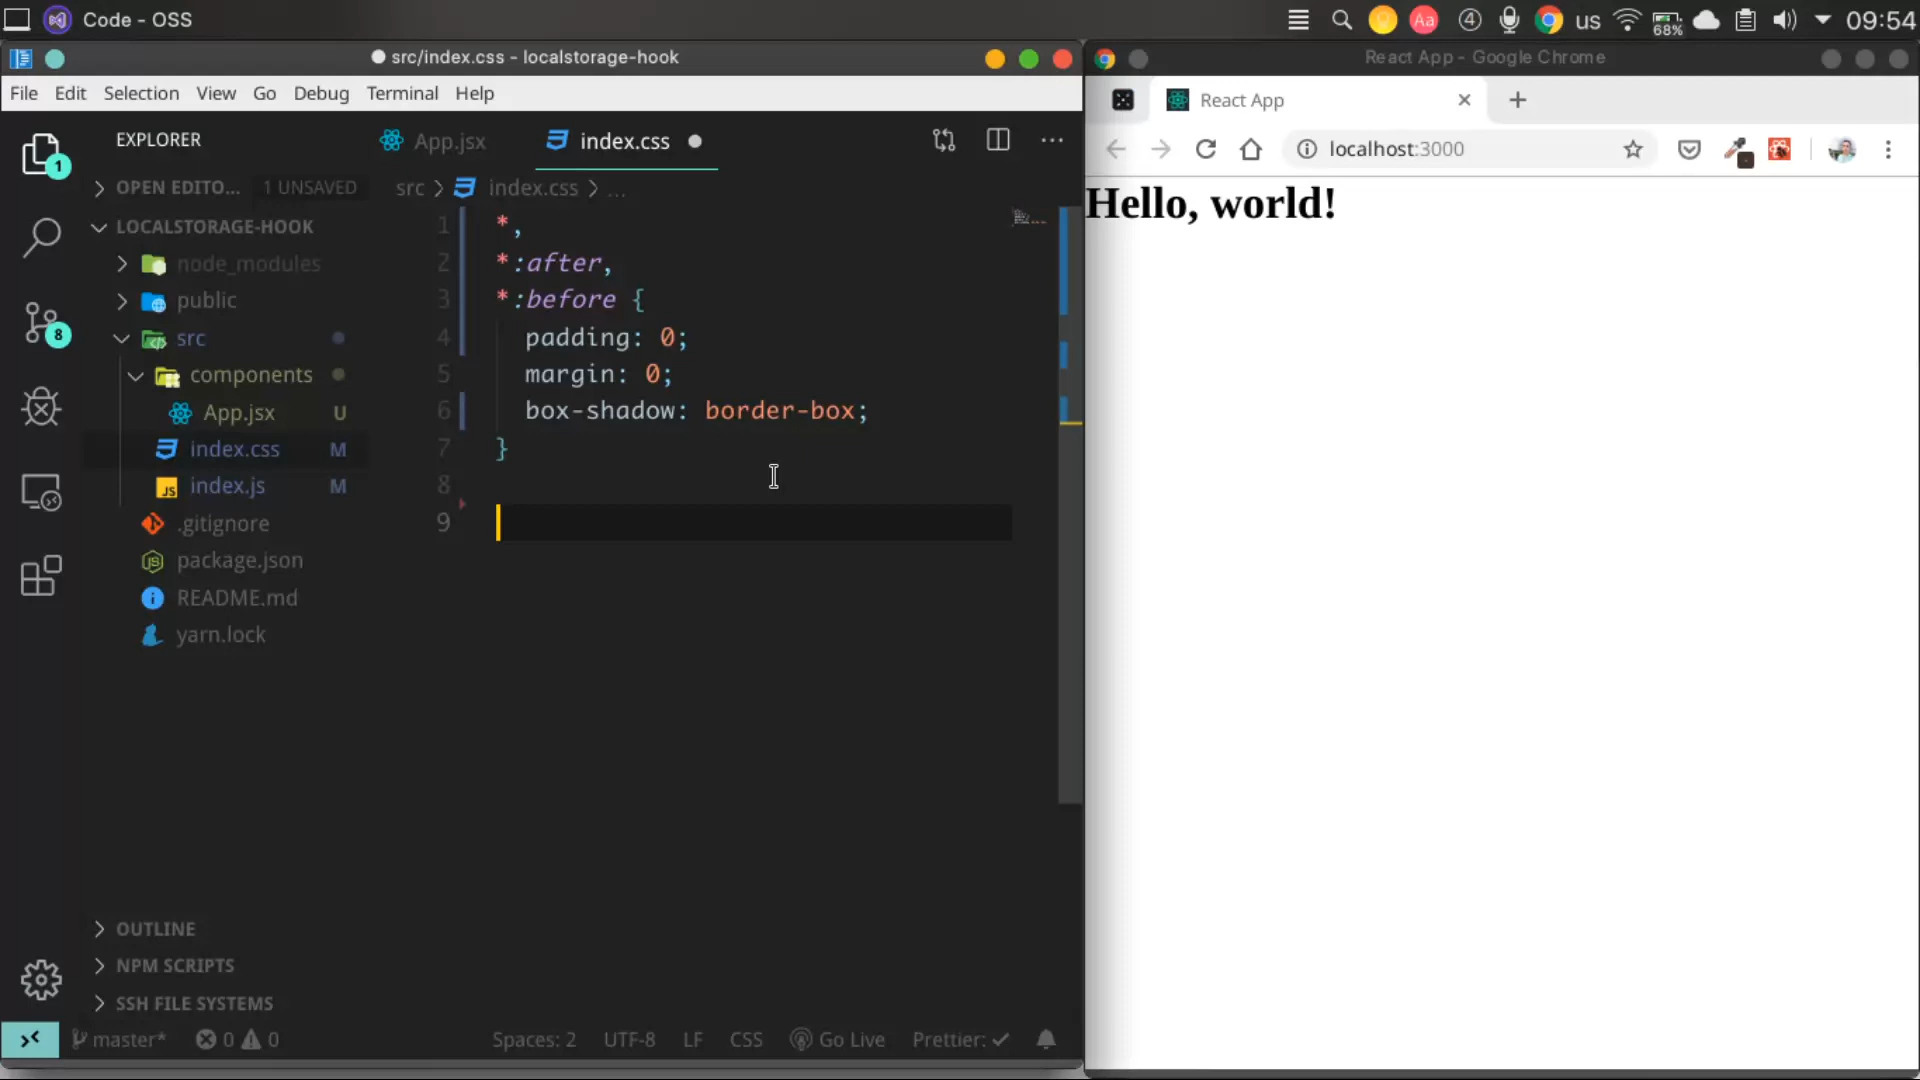 Code - OSS
Aa
4
us
68%
09:54
src/index.css - localstorage-hook
React App - Google Chrome
File Edit Selection View Go Debug Terminal Help
React App
EXPLORER
App.jsx
index.css
localhost:3000
1
OPEN EDITO... 1 UNSAVED
src > index.css > ...
LOCALSTORAGE-HOOK
node_modules
public
src
components
App.jsx U
index.css M
index.js M
.gitignore
package.json
README.md
yarn.lock
8
1 *,
2 *:after,
3 *:before {
4 padding: 0;
5 margin: 0;
6 box-shadow: border-box;
7 }
8
9
Hello, world!
OUTLINE
NPM SCRIPTS
SSH FILE SYSTEMS
master* 0 0 Spaces: 2 UTF-8 LF CSS Go Live Prettier: ✓